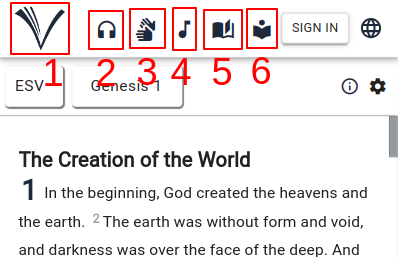 SIGN IN
1 2 3 4 5 6
ESV Genesis 1
The Creation of the World
1 In the beginning, God created the heavens and
the earth. 2 The earth was without form and void,
and darkness was over the face of the deep. And